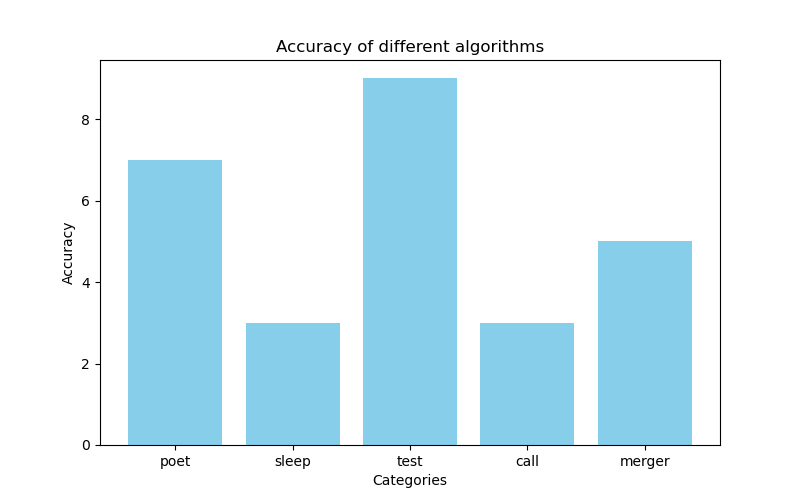 Accuracy of different algorithms
Accuracy
8
6
4
2
0
poet sleep test call merger
Categories